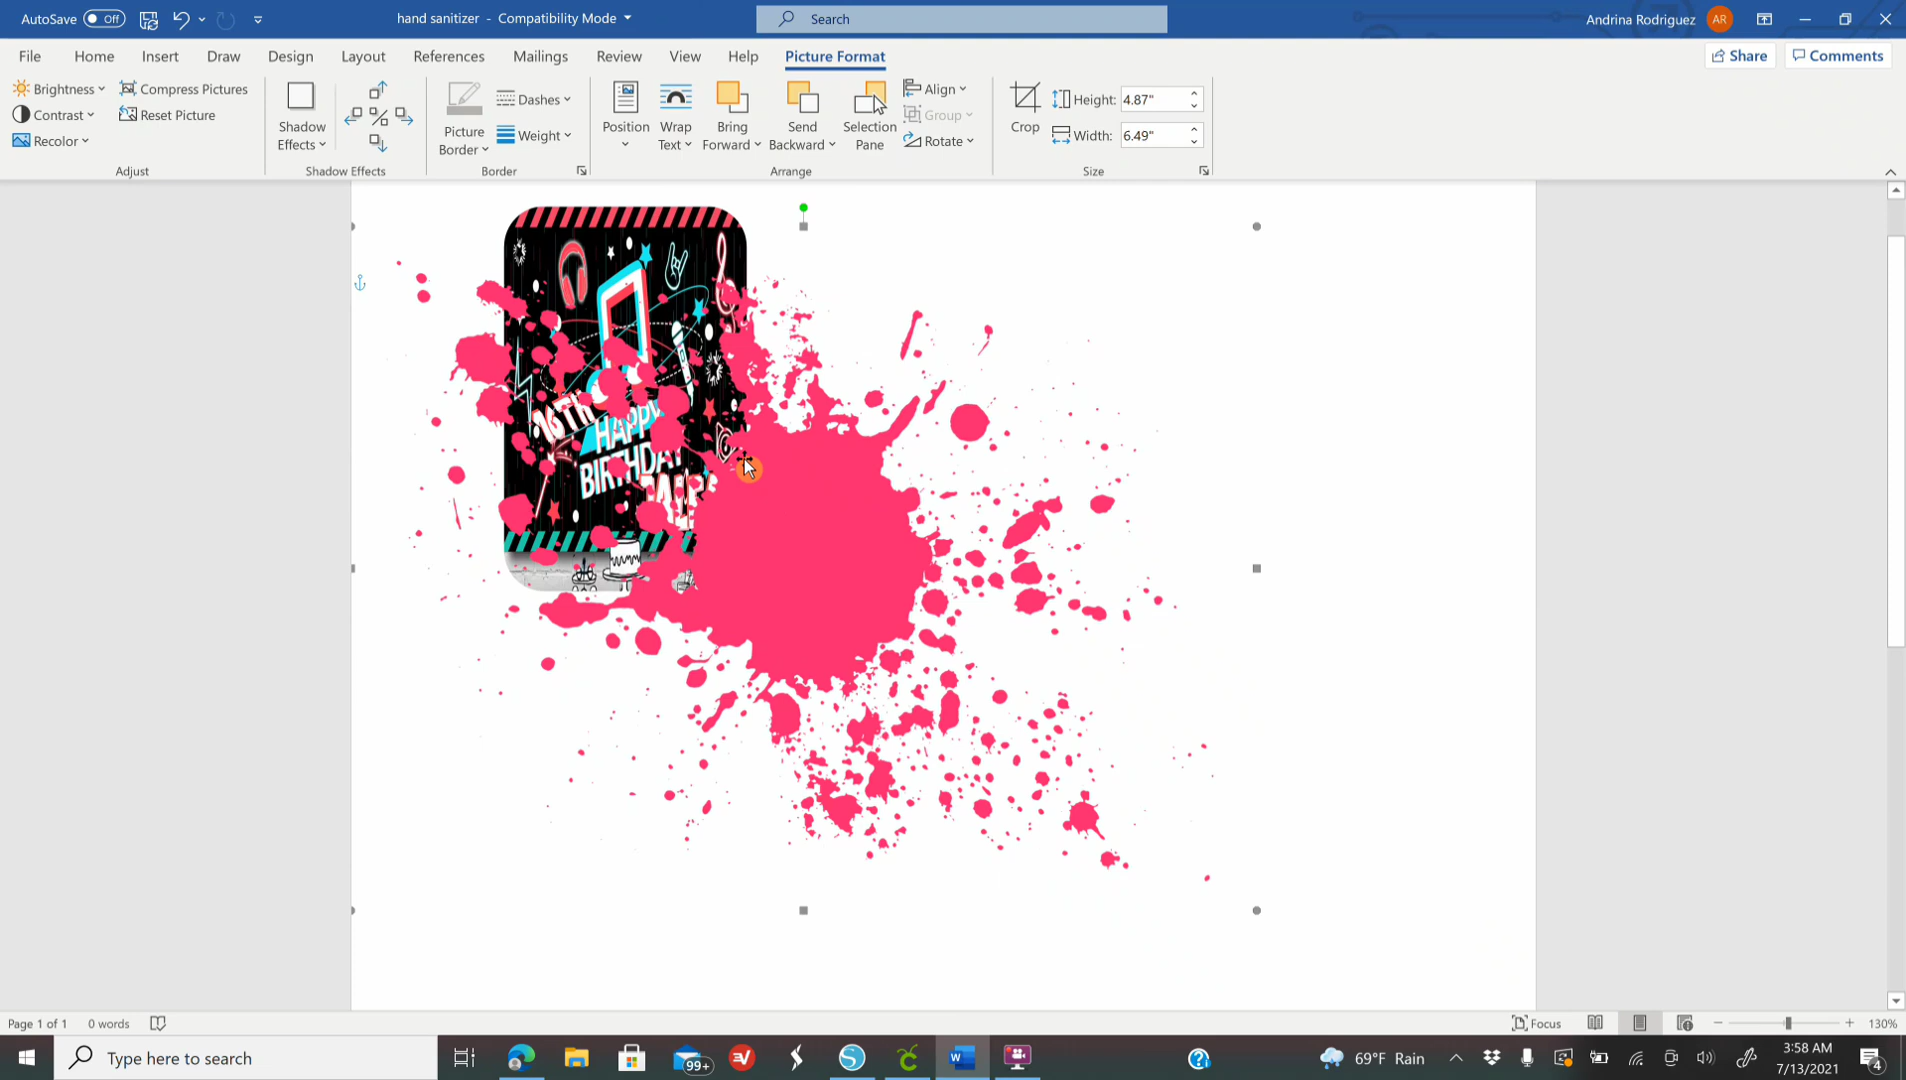 AutoSave Off hand sanitizer - Compatibility Mode Search Andrina Rodriguez AR
File Home Insert Draw Design Layout References Mailings Review View Help Picture Format Share Comments
Brightness Compress Pictures
Contrast Reset Picture
Recolor
Adjust
Shadow
Effects
Shadow Effects
Picture
Border
Dashes
Weight
Border
Position
Wrap
Text
Bring
Forward
Send
Backward
Selection
Pane
Align
Group
Rotate
Arrange
Crop
Height: 4.87"
Width: 6.49"
Size
16TH
HAPPY
BIRTHDAY
Page 1 of 1 0 words Focus 130%
Type here to search 99+ 69°F Rain 3:58 AM
7/13/2021 4